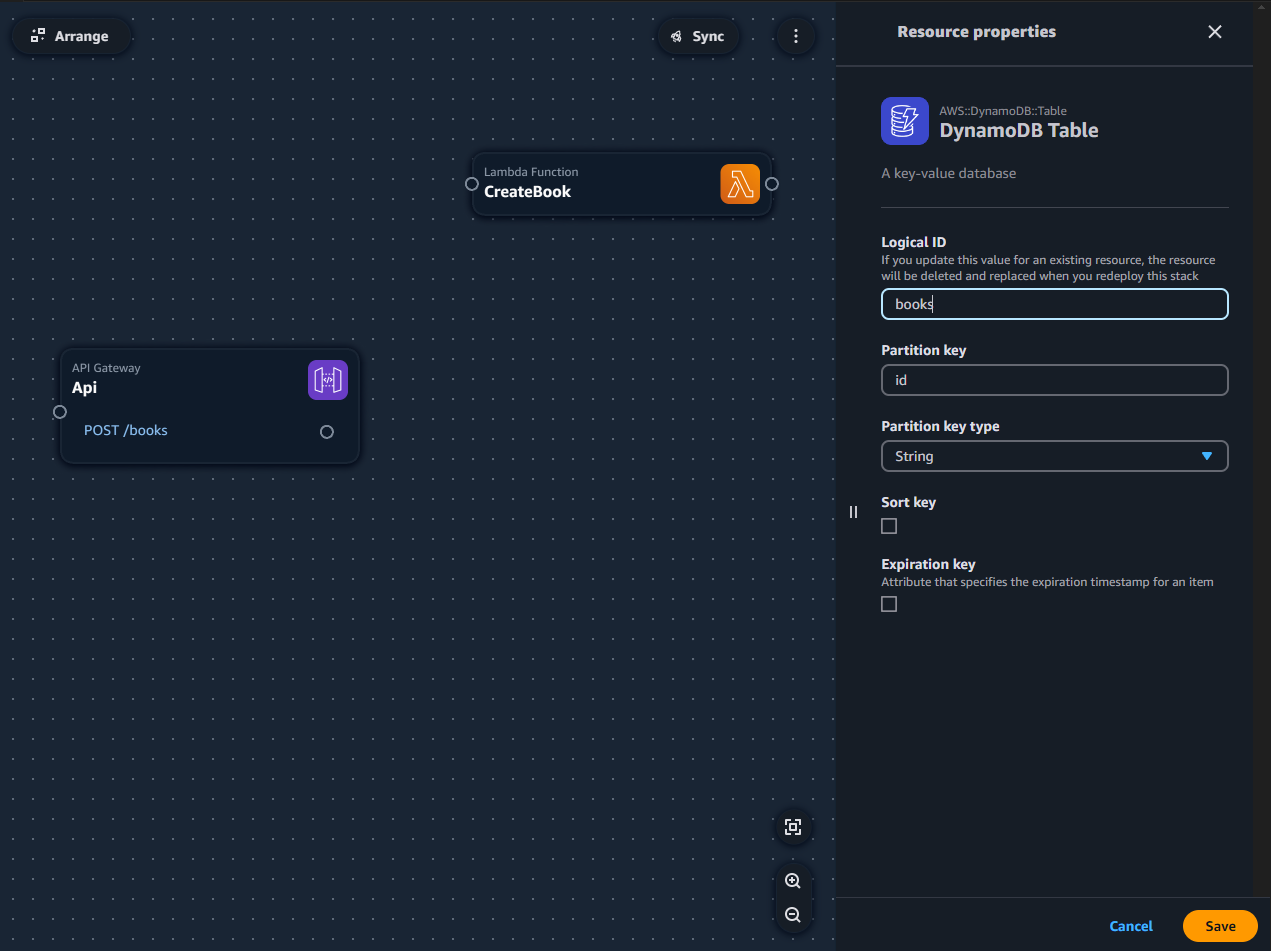 Arrange
Sync
Lambda Function
CreateBook
API Gateway
Api
POST /books
Resource properties
AWS::DynamoDB::Table
DynamoDB Table
A key-value database
Logical ID
If you update this value for an existing resource, the resource
will be deleted and replaced when you redeploy this stack
books
Partition key
id
Partition key type
String
Sort key
Expiration key
Attribute that specifies the expiration timestamp for an item
Cancel
Save